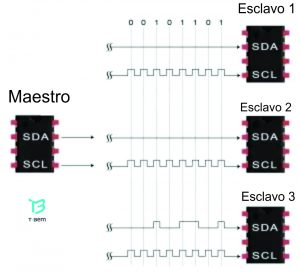 Esclavo 1
0 0 1 0 1 1 0 1
SDA
SCL
Maestro
SDA
SCL
Esclavo 2
SDA
SCL
T-Bem
Esclavo 3
SDA
SCL